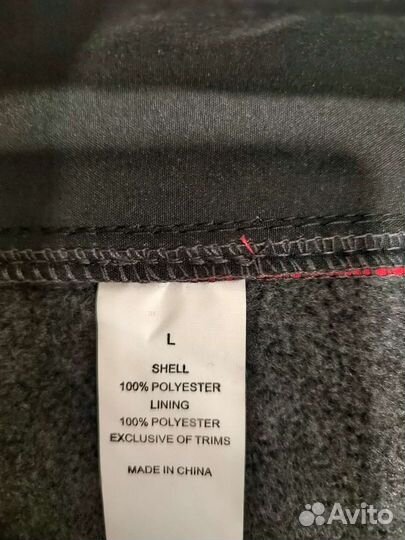 L
SHELL
100% POLYESTER
LINING
100% POLYESTER
EXCLUSIVE OF TRIMS
MADE IN CHINA
Avito